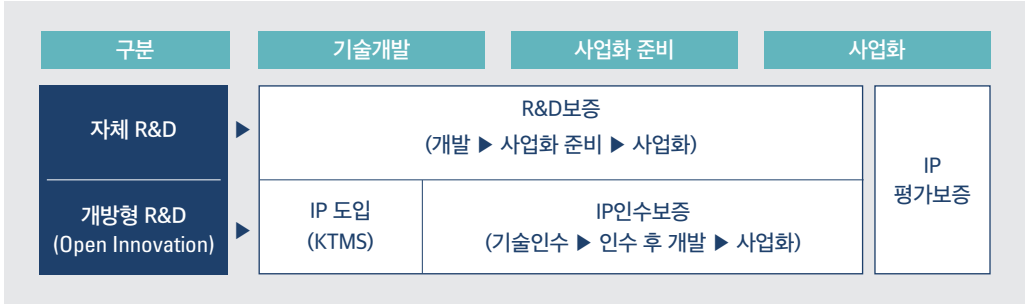 구분
기술개발
사업화 준비
사업화
자체 R&D
▶
R&D보증
(개발 ▶ 사업화 준비 ▶ 사업화)
개방형 R&D
(Open Innovation)
▶
IP 도입
(KTMS)
IP인수보증
(기술인수 ▶ 인수 후 개발 ▶ 사업화)
IP
평가보증